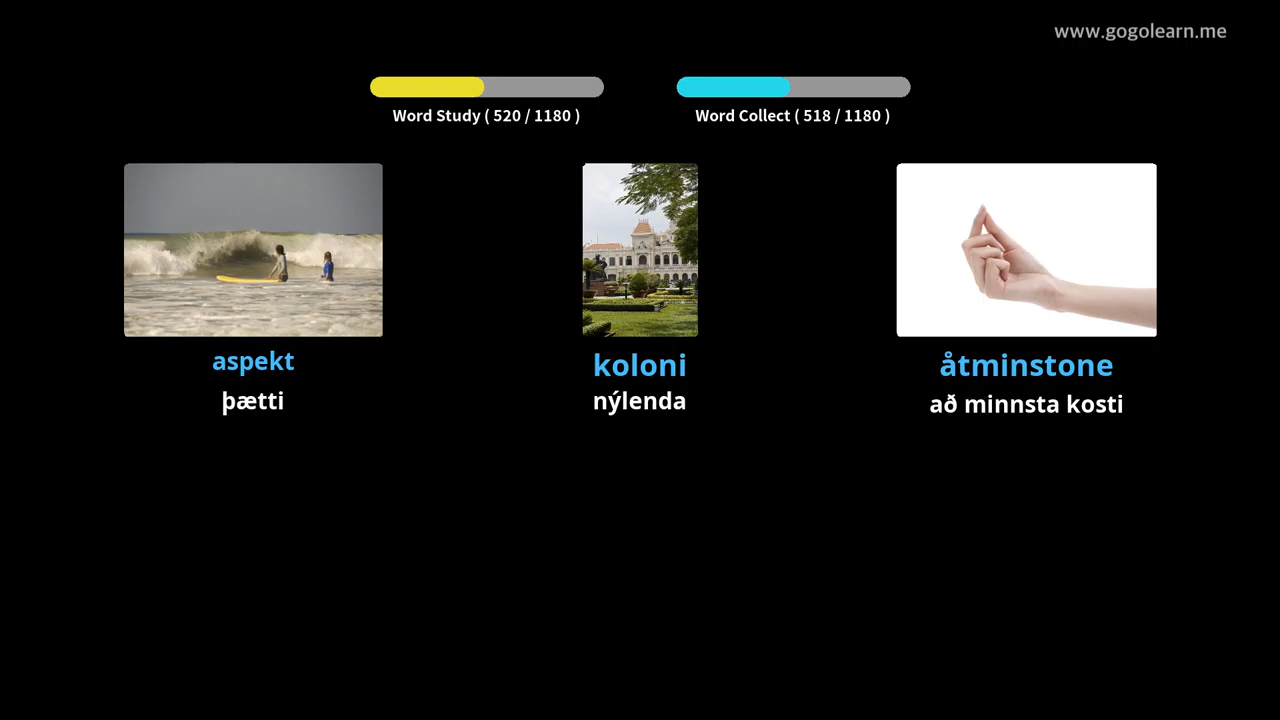 www.gogolearn.me
Word Study ( 520 / 1180 )
Word Collect ( 518 / 1180 )
aspekt
þætti
koloni
nýlenda
åtminstone
að minnsta kosti